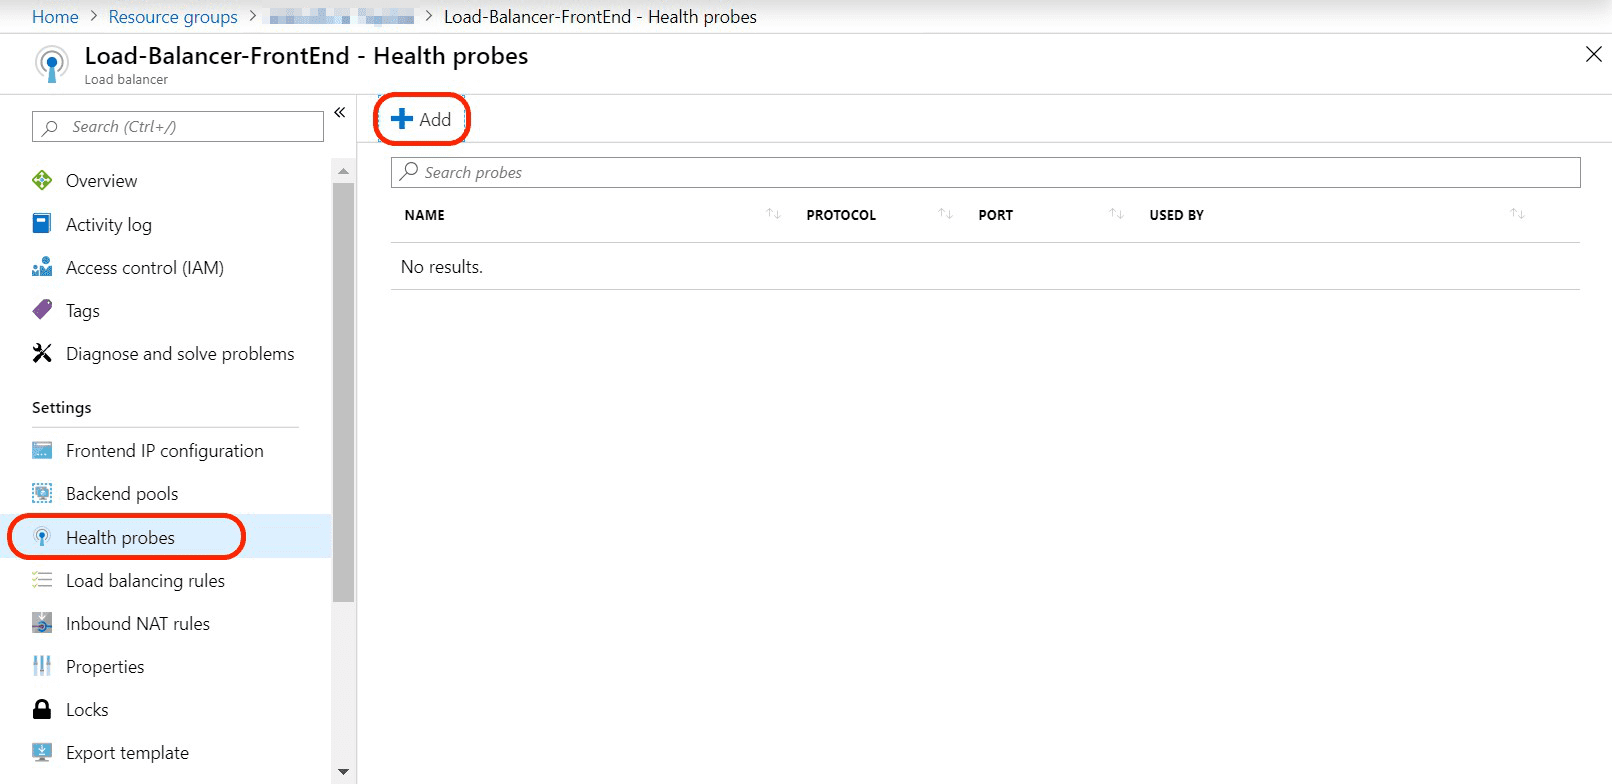 Home > Resource groups > > Load-Balancer-FrontEnd - Health probes
Load-Balancer-FrontEnd - Health probes
Load balancer
Search (Ctrl+/)
«
Add
Search probes
NAME PROTOCOL PORT USED BY
No results.
Overview
Activity log
Access control (IAM)
Tags
Diagnose and solve problems
Settings
Frontend IP configuration
Backend pools
Health probes
Load balancing rules
Inbound NAT rules
Properties
Locks
Export template